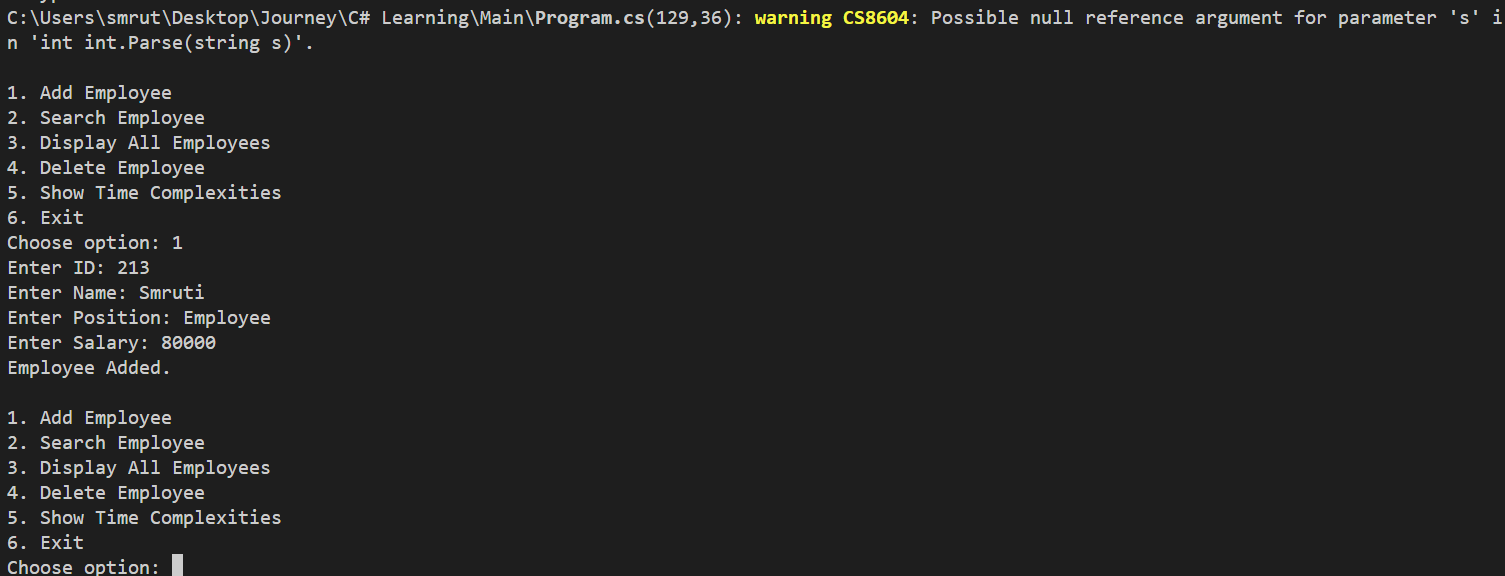 C:\Users\smrut\Desktop\Journey\C# Learning\Main\Program.cs(129,36): warning CS8604: Possible null reference argument for parameter 's' i
n 'int int.Parse(string s)'.
1. Add Employee
2. Search Employee
3. Display All Employees
4. Delete Employee
5. Show Time Complexities
6. Exit
Choose option: 1
Enter ID: 213
Enter Name: Smruti
Enter Position: Employee
Enter Salary: 80000
Employee Added.
1. Add Employee
2. Search Employee
3. Display All Employees
4. Delete Employee
5. Show Time Complexities
6. Exit
Choose option: